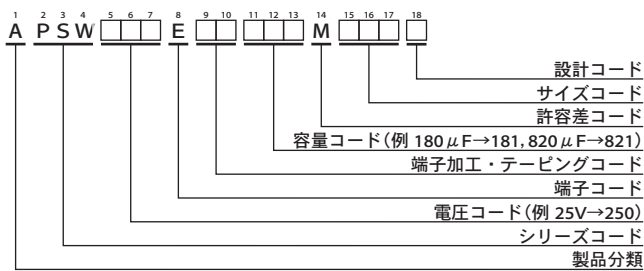 1 2 3 4 5 6 7 8 9 10 11 12 13 14 15 16 17 18
A PSW □□□ E □□ □□□ M □□□ □
設計コード
サイズコード
許容差コード
容量コード(例 180μF→181, 820μF→821)
端子加工・テーピングコード
端子コード
電圧コード(例 25V→250)
シリーズコード
製品分類